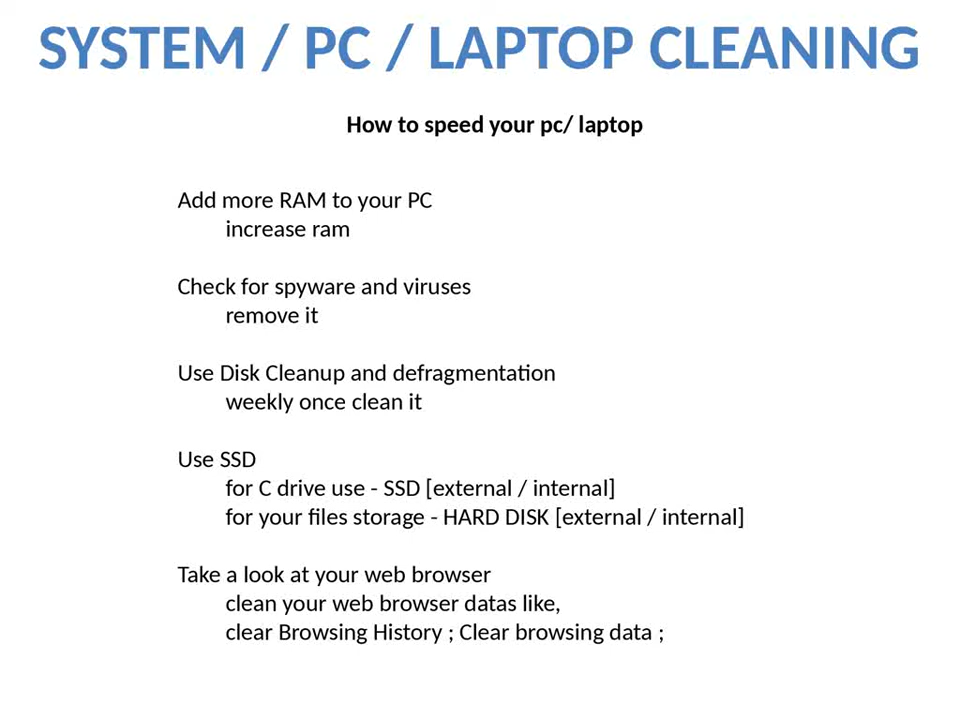 SYSTEM / PC / LAPTOP CLEANING
How to speed your pc/ laptop
Add more RAM to your PC
increase ram
Check for spyware and viruses
remove it
Use Disk Cleanup and defragmentation
weekly once clean it
Use SSD
for C drive use - SSD [external / internal]
for your files storage - HARD DISK [external / internal]
Take a look at your web browser
clean your web browser datas like,
clear Browsing History ; Clear browsing data ;